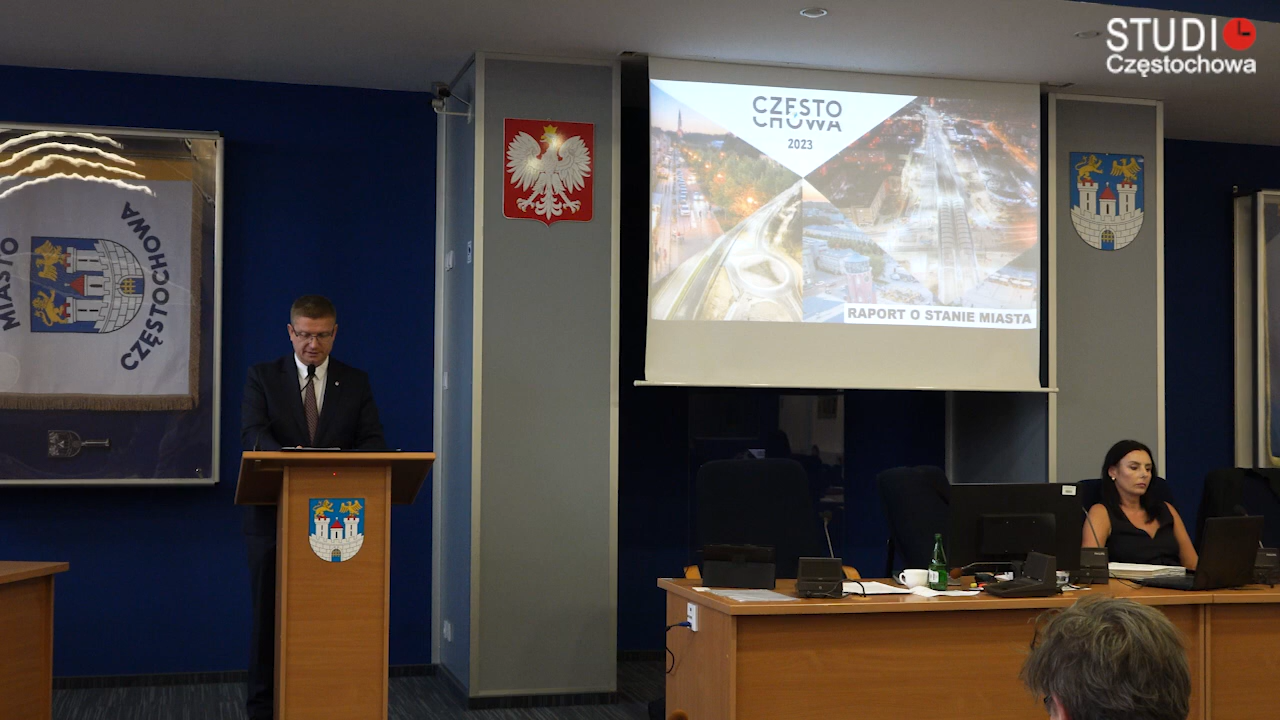 STUDIO
Częstochowa
CZĘSTO
CHOWA
2023
RAPORT O STANIE MIASTA
MIASTO
CZĘSTOCHOWA